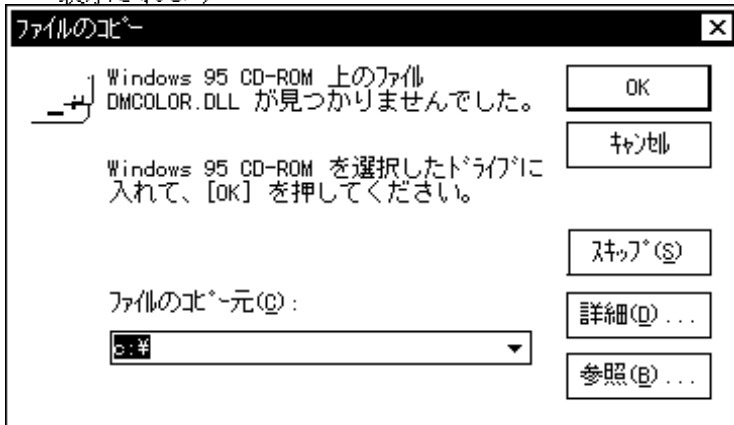 ﾌｧｲﾙのｺﾋﾟｰ
Windows 95 CD-ROM 上のﾌｧｲﾙ
DMCOLOR.DLL が見つかりませんでした。
Windows 95 CD-ROM を選択したﾄﾞﾗｲﾌﾞに
入れて、[OK] を押してください。
ﾌｧｲﾙのｺﾋﾟｰ元(C):
c:¥
OK
ｷｬﾝｾﾙ
ｽｷｯﾌﾟ(S)
詳細(D)...
参照(B)...